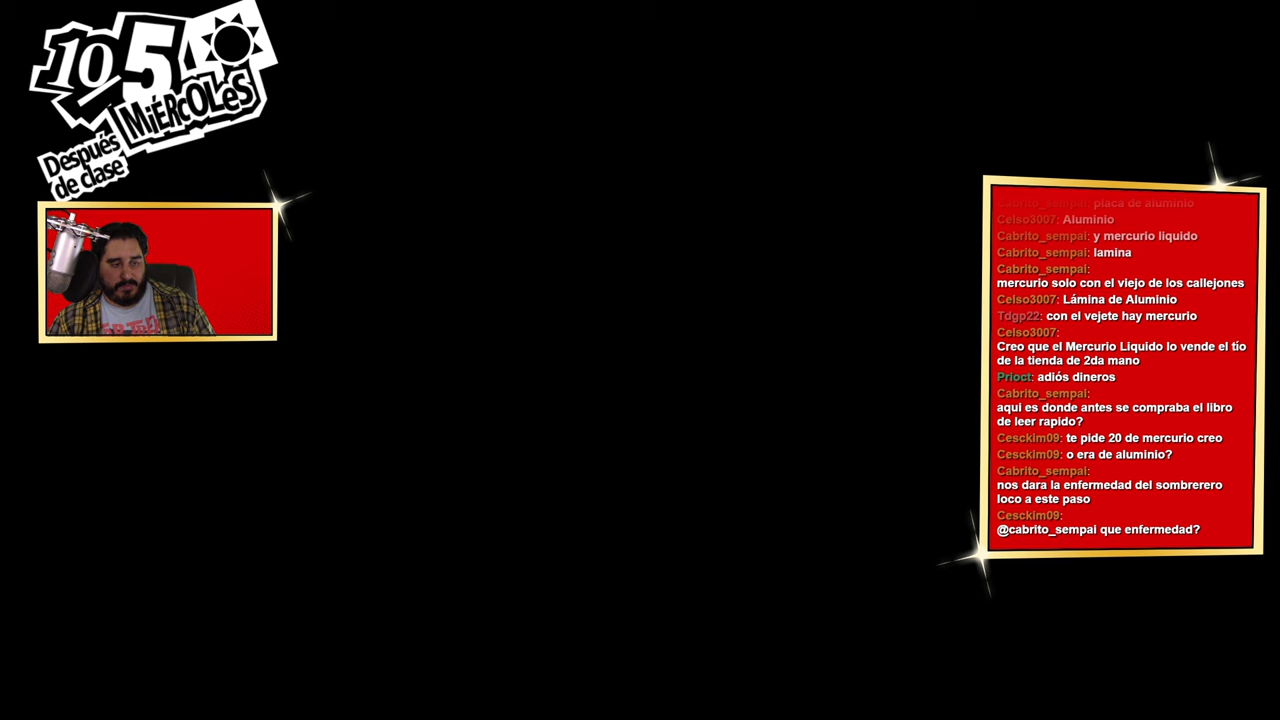 10/5
MiÉRcOLeS
Después
de clase
Cabrito_sempai: placa de aluminio
Celso3007: Aluminio
Cabrito_sempai: y mercurio liquido
Cabrito_sempai: lamina
Cabrito_sempai:
mercurio solo con el viejo de los callejones
Celso3007: Lámina de Aluminio
Tdgp22: con el vejete hay mercurio
Celso3007:
Creo que el Mercurio Liquido lo vende el tío
de la tienda de 2da mano
Prioct: adiós dineros
Cabrito_sempai:
aqui es donde antes se compraba el libro
de leer rapido?
Cesckim09: te pide 20 de mercurio creo
Cesckim09: o era de aluminio?
Cabrito_sempai:
nos dara la enfermedad del sombrerero
loco a este paso
Cesckim09:
@cabrito_sempai que enfermedad?